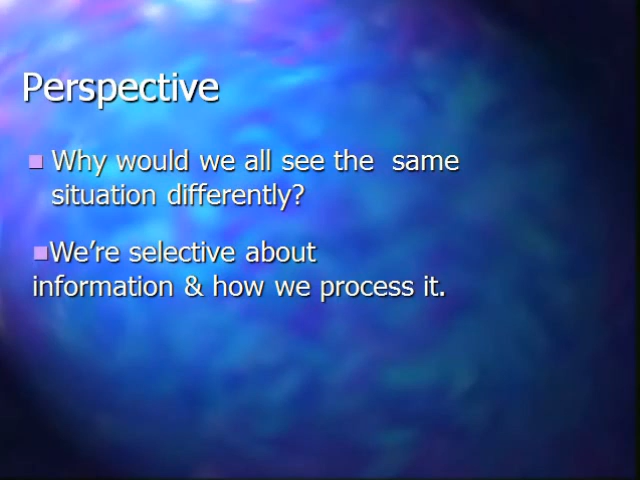 Perspective
Why would we all see the  same
situation differently?
We’re selective about
information & how we process it.